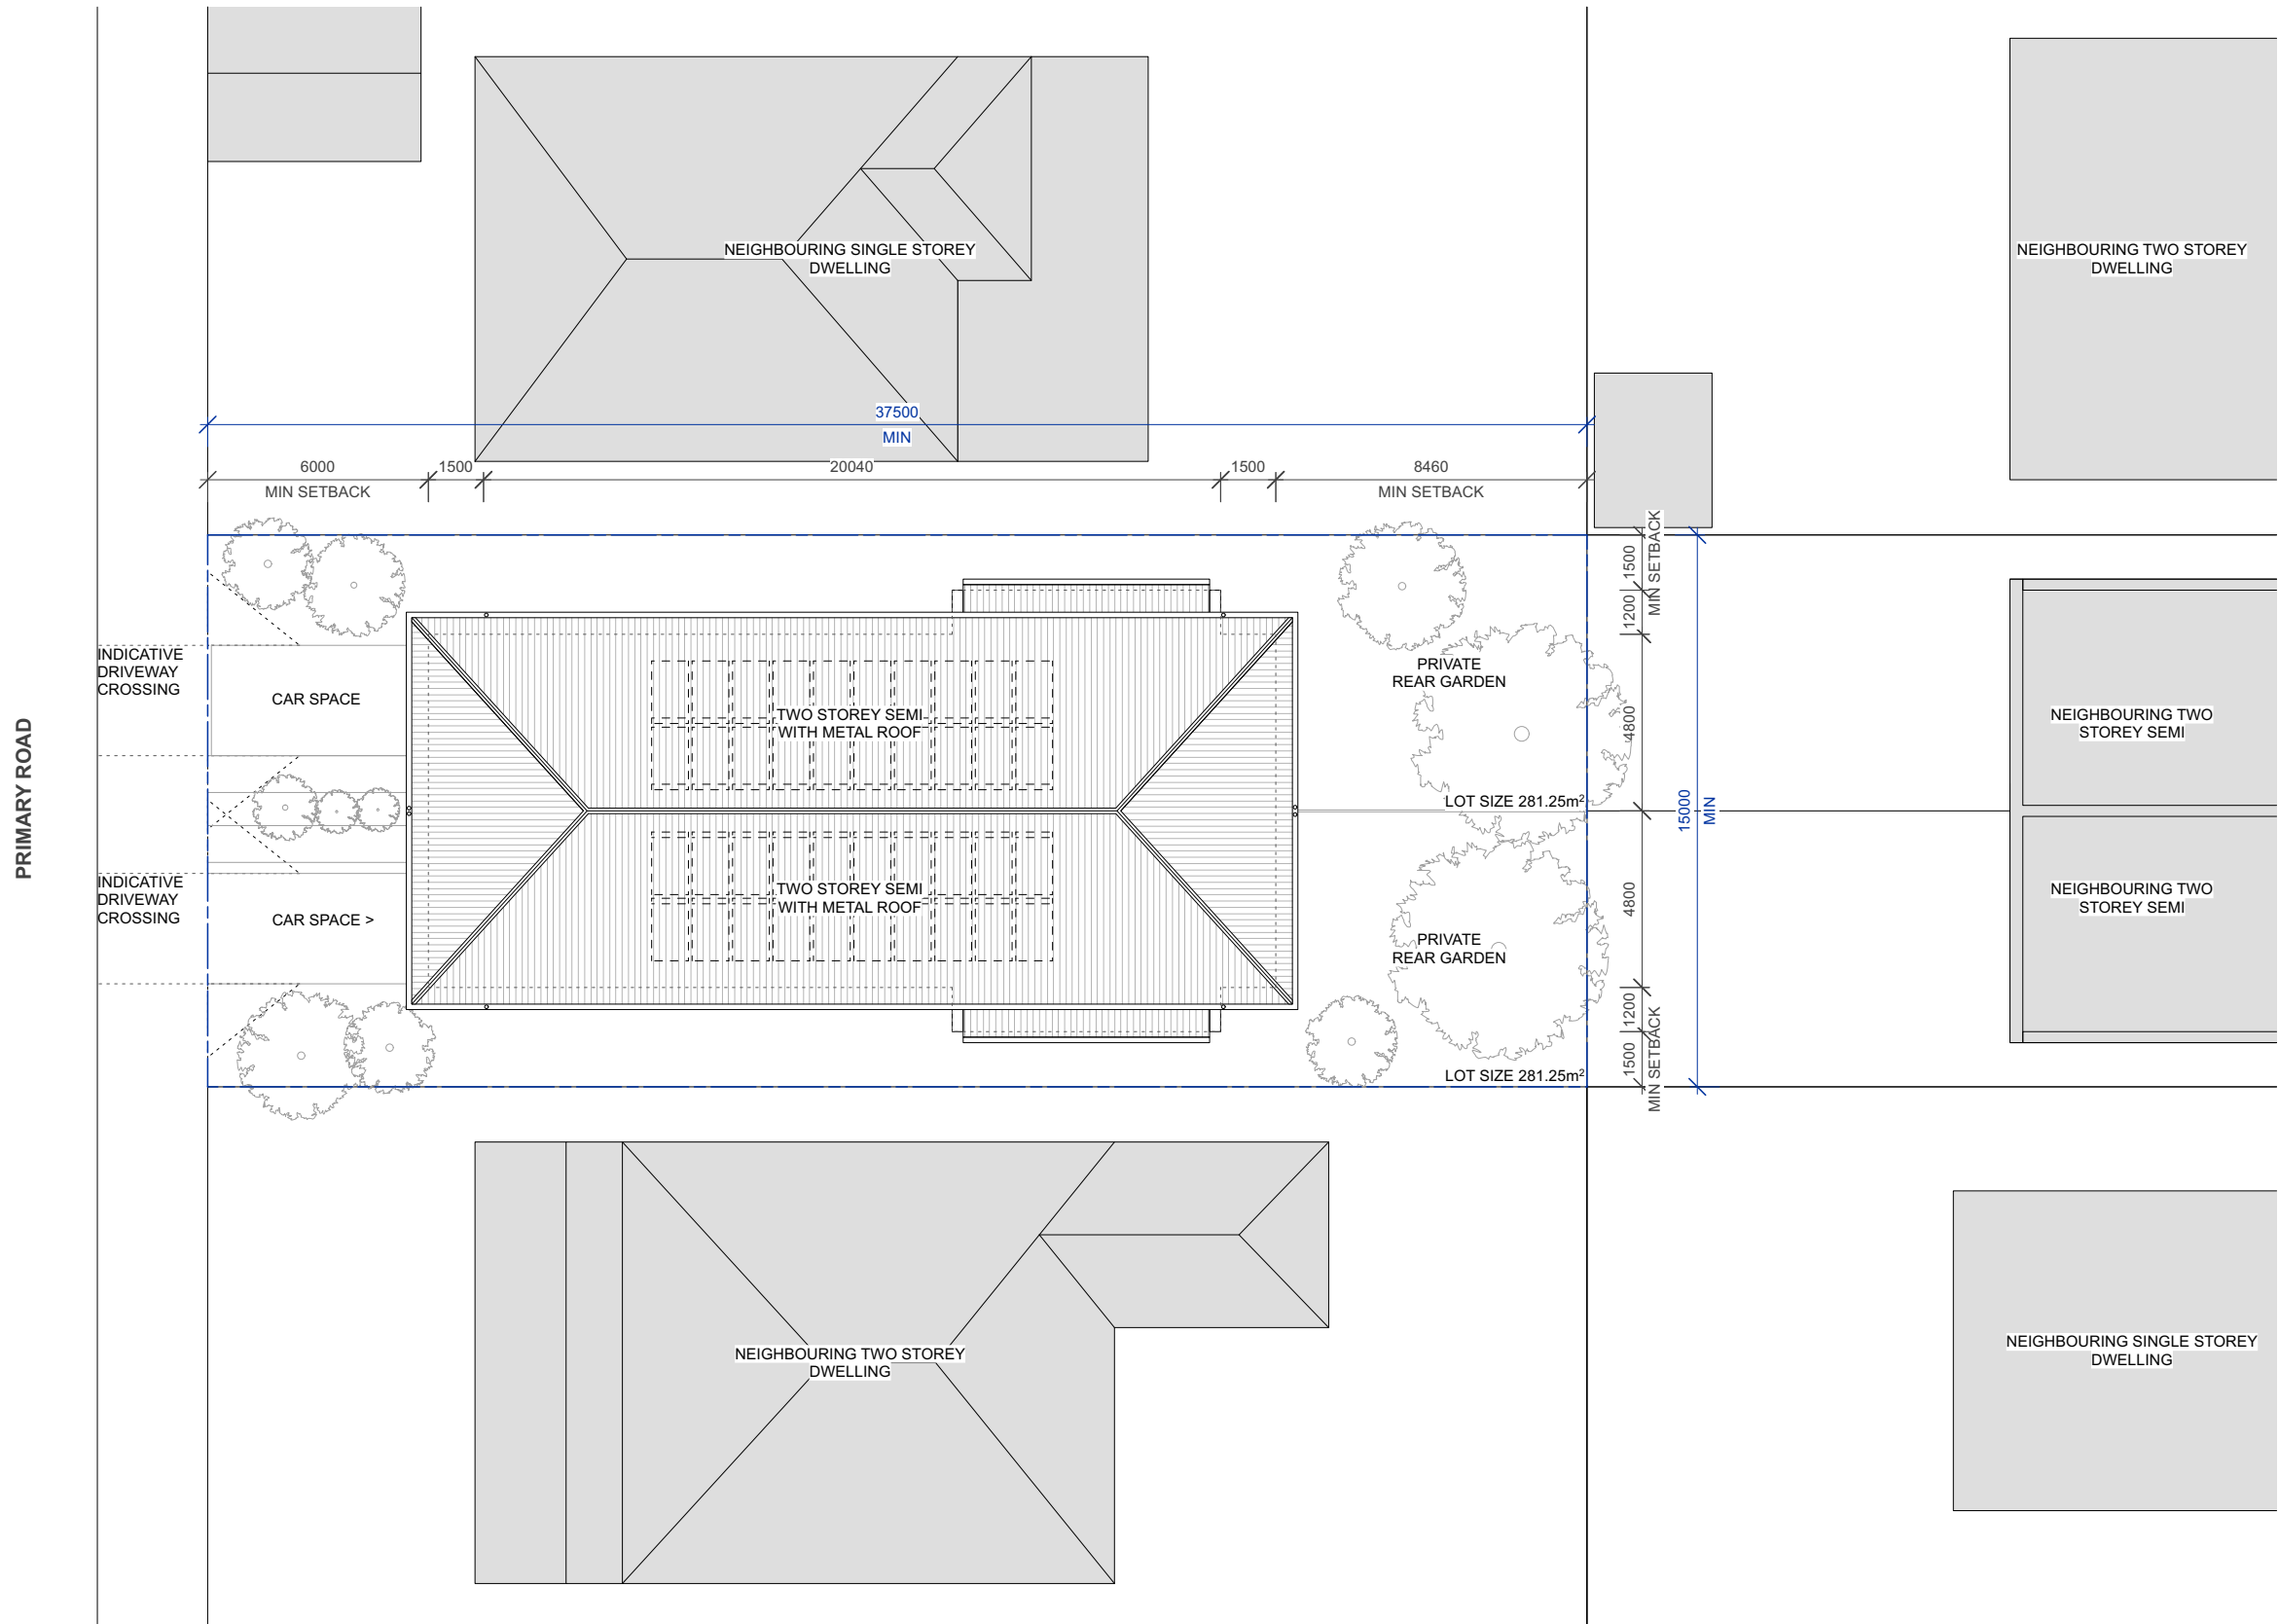 NEIGHBOURING SINGLE STOREY
DWELLING
NEIGHBOURING TWO STOREY
DWELLING
37500
MIN
6000
1500
20040
1500
8460
MIN SETBACK
MIN SETBACK
1500
MIN SETBACK
1200
INDICATIVE
DRIVEWAY
CROSSING
CAR SPACE
PRIVATE
REAR GARDEN
TWO STOREY SEMI
WITH METAL ROOF
4800
NEIGHBOURING TWO
STOREY SEMI
PRIMARY ROAD
LOT SIZE 281.25m²
15000
MIN
INDICATIVE
DRIVEWAY
CROSSING
CAR SPACE >
TWO STOREY SEMI
WITH METAL ROOF
4800
NEIGHBOURING TWO
STOREY SEMI
PRIVATE
REAR GARDEN
1200
1500
MIN SETBACK
LOT SIZE 281.25m²
NEIGHBOURING TWO STOREY
DWELLING
NEIGHBOURING SINGLE STOREY
DWELLING